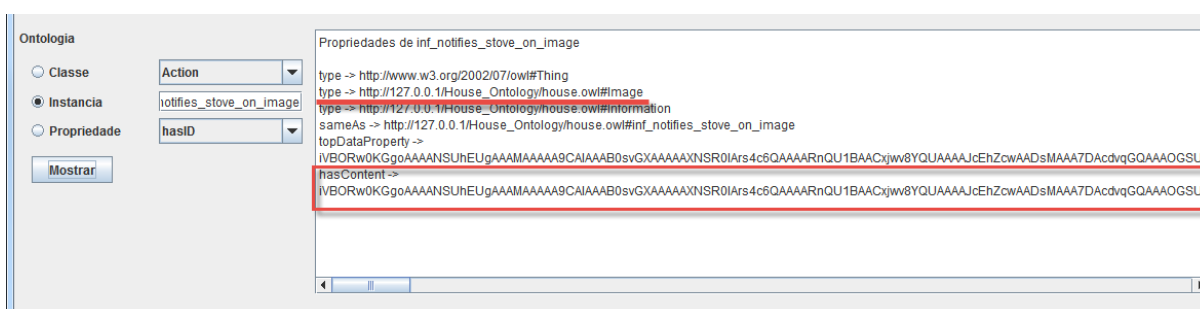 Ontologia
Propriedades de inf_notifies_stove_on_image
Classe
Action
type -> http://www.w3.org/2002/07/owl#Thing
type -> http://127.0.0.1/House_Ontology/house.owl#Image
Instancia
notifies_stove_on_image
type -> http://127.0.0.1/House_Ontology/house.owl#Information
sameAs -> http://127.0.0.1/House_Ontology/house.owl#inf_notifies_stove_on_image
Propriedade
hasID
topDataProperty ->
iVBORw0KGgoAAAANSUhEUgAAAMAAAAA9CAIAAAB0svGXAAAAAXNSR0IArs4c6QAAAARnQU1BAACxjwv8YQUAAAAJcEhZcwAADsMAAA7DAcdvqGQAAAOGSU
Mostrar
hasContent ->
iVBORw0KGgoAAAANSUhEUgAAAMAAAAA9CAIAAAB0svGXAAAAAXNSR0IArs4c6QAAAARnQU1BAACxjwv8YQUAAAAJcEhZcwAADsMAAA7DAcdvqGQAAAOGSU